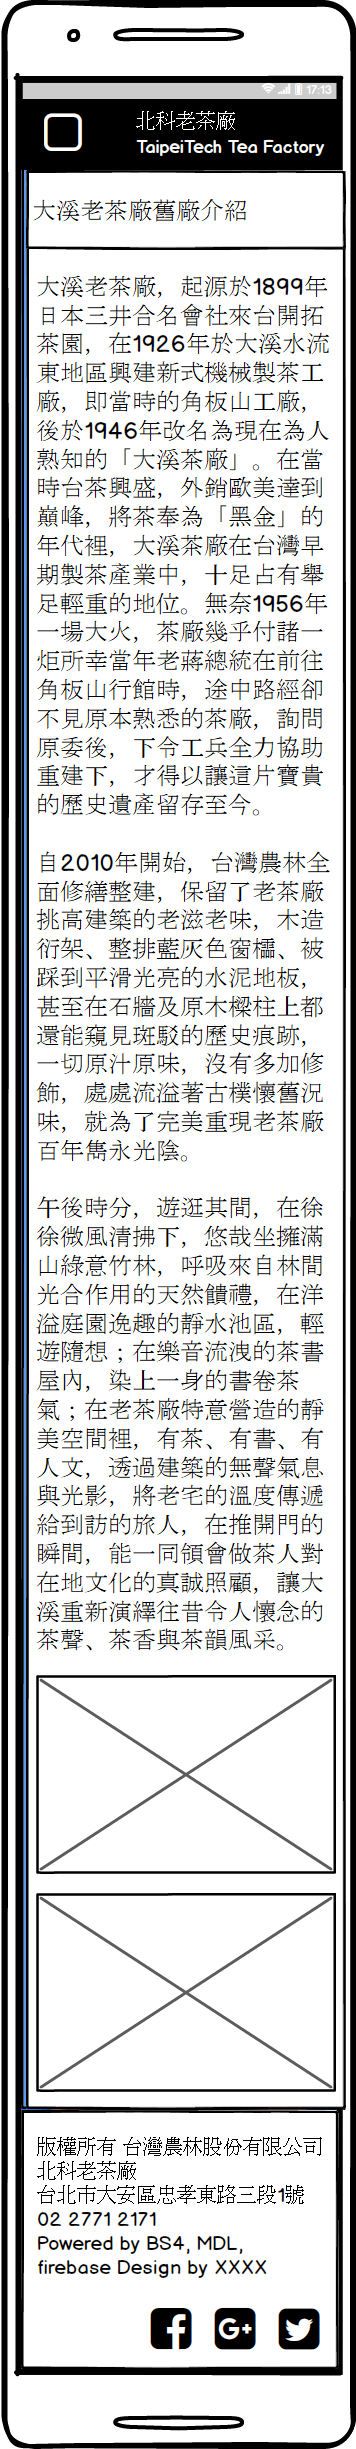 17:13
北科老茶廠
TaipeiTech Tea Factory
大溪老茶廠舊廠介紹
大溪老茶廠，起源於1899年
日本三井合名會社來台開拓
茶園，在1926年於大溪水流
東地區興建新式機械製茶工
廠，即當時的角板山工廠，
後於1946年改名為現在為人
熟知的「大溪茶廠」。在當
時台茶興盛，外銷歐美達到
巔峰，將茶奉為「黑金」的
年代裡，大溪茶廠在台灣早
期製茶產業中，十足占有舉
足輕重的地位。無奈1956年
一場大火，茶廠幾乎付諸一
炬所幸當年老蔣總統在前往
角板山行館時，途中路經卻
不見原本熟悉的茶廠，詢問
原委後，下令工兵全力協助
重建下，才得以讓這片寶貴
的歷史遺產留存至今。
自2010年開始，台灣農林全
面修繕整建，保留了老茶廠
挑高建築的老滋老味，木造
衍架、整排藍灰色窗櫺、被
踩到平滑光亮的水泥地板，
甚至在石牆及原木樑柱上都
還能窺見斑駁的歷史痕跡，
一切原汁原味，沒有多加修
飾，處處流溢著古樸懷舊況
味，就為了完美重現老茶廠
百年雋永光陰。
午後時分，遊逛其間，在徐
徐微風清拂下，悠哉坐擁滿
山綠意竹林，呼吸來自林間
光合作用的天然饋禮，在洋
溢庭園逸趣的靜水池區，輕
遊隨想；在樂音流洩的茶書
屋內，染上一身的書卷茶
氣；在老茶廠特意營造的靜
美空間裡，有茶、有書、有
人文，透過建築的無聲氣息
與光影，將老宅的溫度傳遞
給到訪的旅人，在推開門的
瞬間，能一同領會做茶人對
在地文化的真誠照顧，讓大
溪重新演繹往昔令人懷念的
茶聲、茶香與茶韻風采。
版權所有 台灣農林股份有限公司
北科老茶廠
台北市大安區忠孝東路三段1號
02 2771 2171
Powered by BS4, MDL,
firebase Design by XXXX